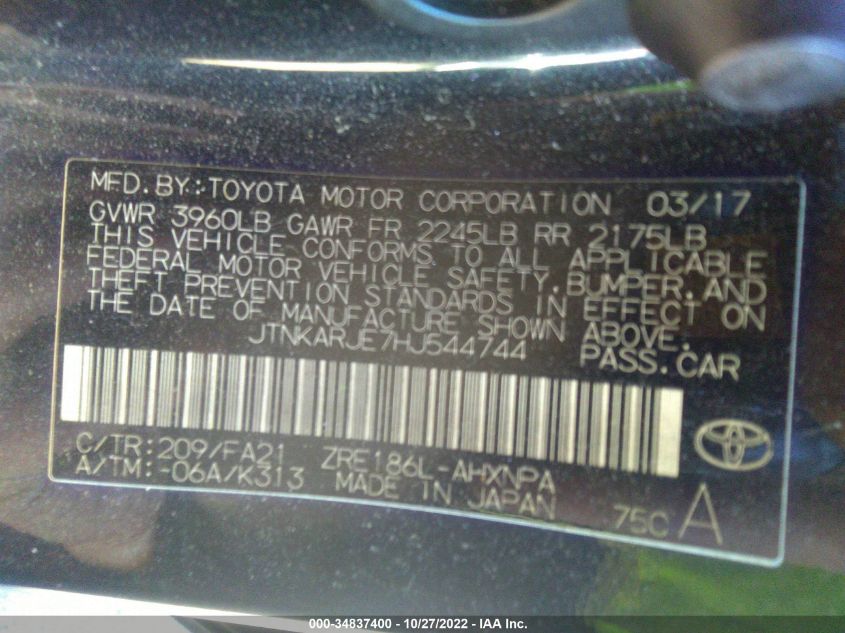 MFD.BY:TOYOTA MOTOR CORPORATION 03/17
GVWR 3960LB GAWR FR 2245LB RR 2175LB
THIS VEHICLE CONFORMS TO ALL APPLICABLE
FEDERAL MOTOR VEHICLE SAFETY,BUMPER,AND
THEFT PREVENTION STANDARDS IN EFFECT ON
THE DATE OF MANUFACTURE SHOWN ABOVE.
JTNKARJE7HJ544744 PASS.CAR
C/TR:209/FA21 ZRE186L-AHXNPA
A/TM:-06A/K313 MADE IN JAPAN 75C A
000-34837400 - 10/27/2022 - IAA Inc.